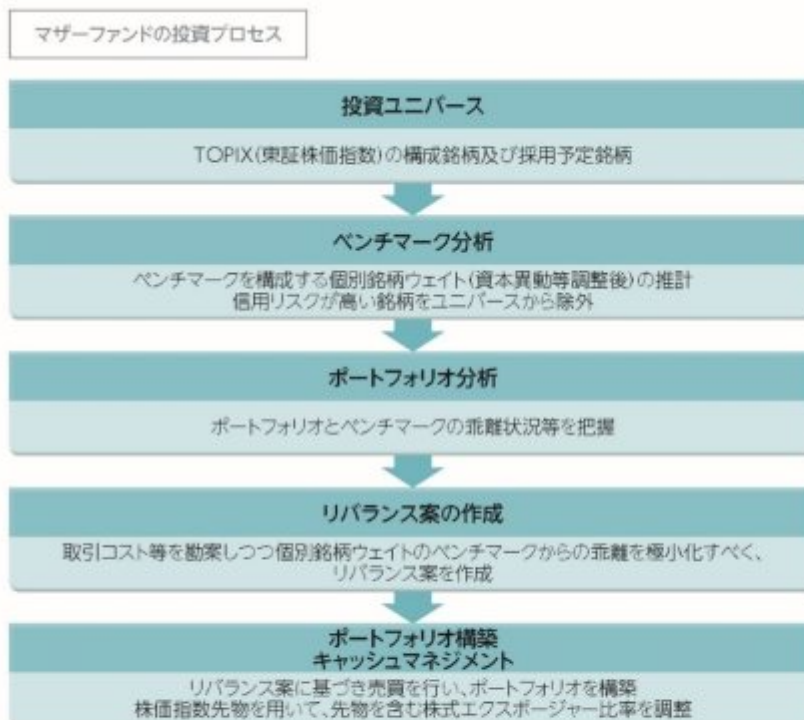 マザーファンドの投資プロセス
投資ユニバース
TOPIX(東証株価指数)の構成銘柄及び採用予定銘柄
ベンチマーク分析
ベンチマークを構成する個別銘柄ウェイト(資本異動等調整後)の推計
信用リスクが高い銘柄をユニバースから除外
ポートフォリオ分析
ポートフォリオとベンチマークの乖離状況等を把握
リバランス案の作成
取引コスト等を勘案しつつ個別銘柄ウェイトのベンチマークからの乖離を極小化すべく、
リバランス案を作成
ポートフォリオ構築
キャッシュマネジメント
リバランス案に基づき売買を行い、ポートフォリオを構築
株価指数先物を用いて、先物を含む株式エクスポージャー比率を調整